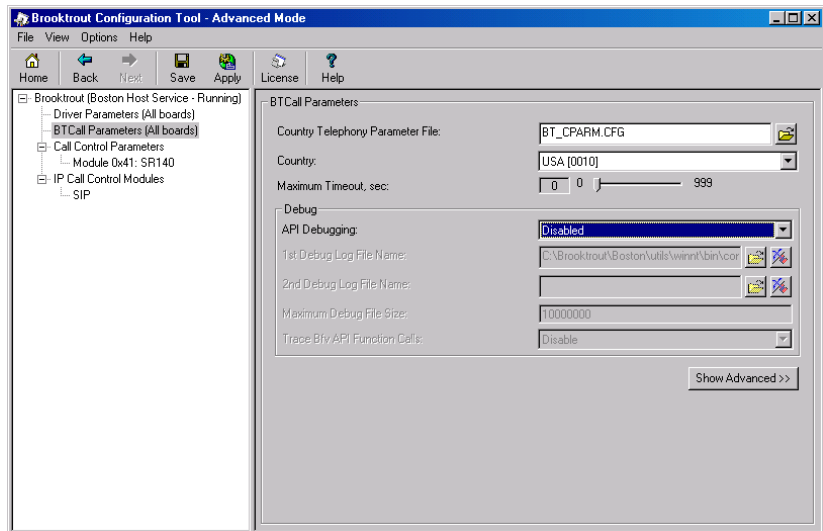 Brooktrout Configuration Tool - Advanced Mode
File View Options Help
Home Back Next Save Apply License Help
Brooktrout (Boston Host Service - Running)
Driver Parameters (All boards)
BTCall Parameters (All boards)
Call Control Parameters
Module 0x41: SR140
IP Call Control Modules
SIP
BTCall Parameters
Country Telephony Parameter File: BT_CPARM.CFG
Country: USA [0010]
Maximum Timeout, sec: 0 0 999
Debug
API Debugging: Disabled
1st Debug Log File Name: C:\Brooktrout\Boston\utils\winnt\bin\cor
2nd Debug Log File Name:
Maximum Debug File Size: 10000000
Trace Bfv API Function Calls: Disable
Show Advanced >>